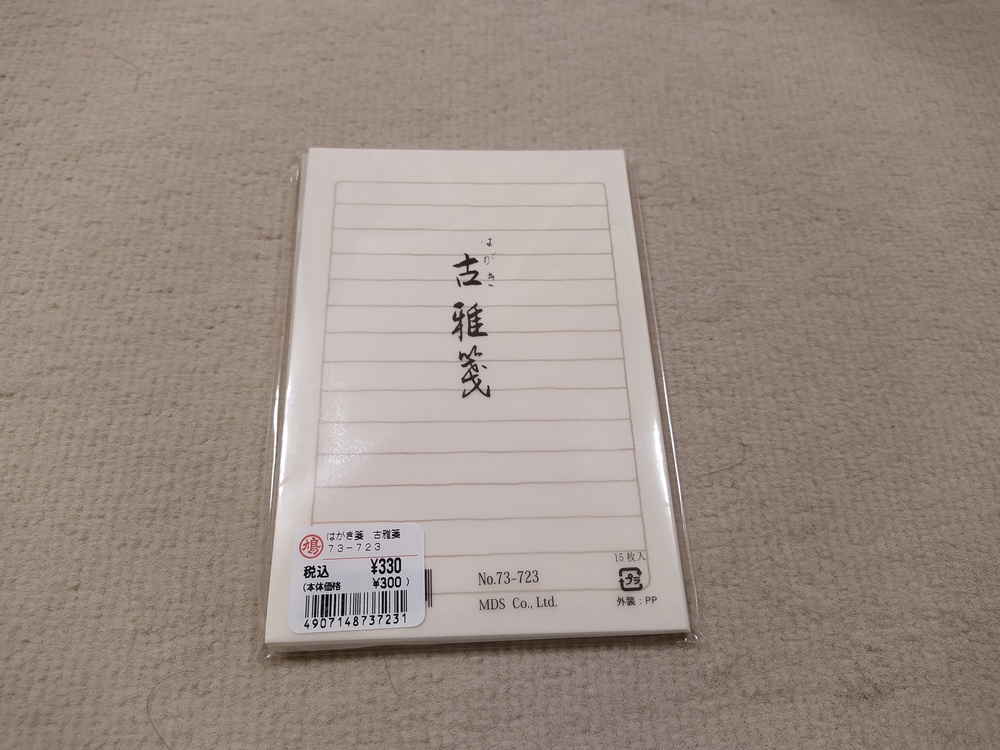 はがき
古雅箋
鳩
はがき箋 古雅箋
73-723
税込 ¥330
(本体価格 ¥300)
4907148737231
15枚入
No.73-723
プラ
MDS Co., Ltd.
外装:PP